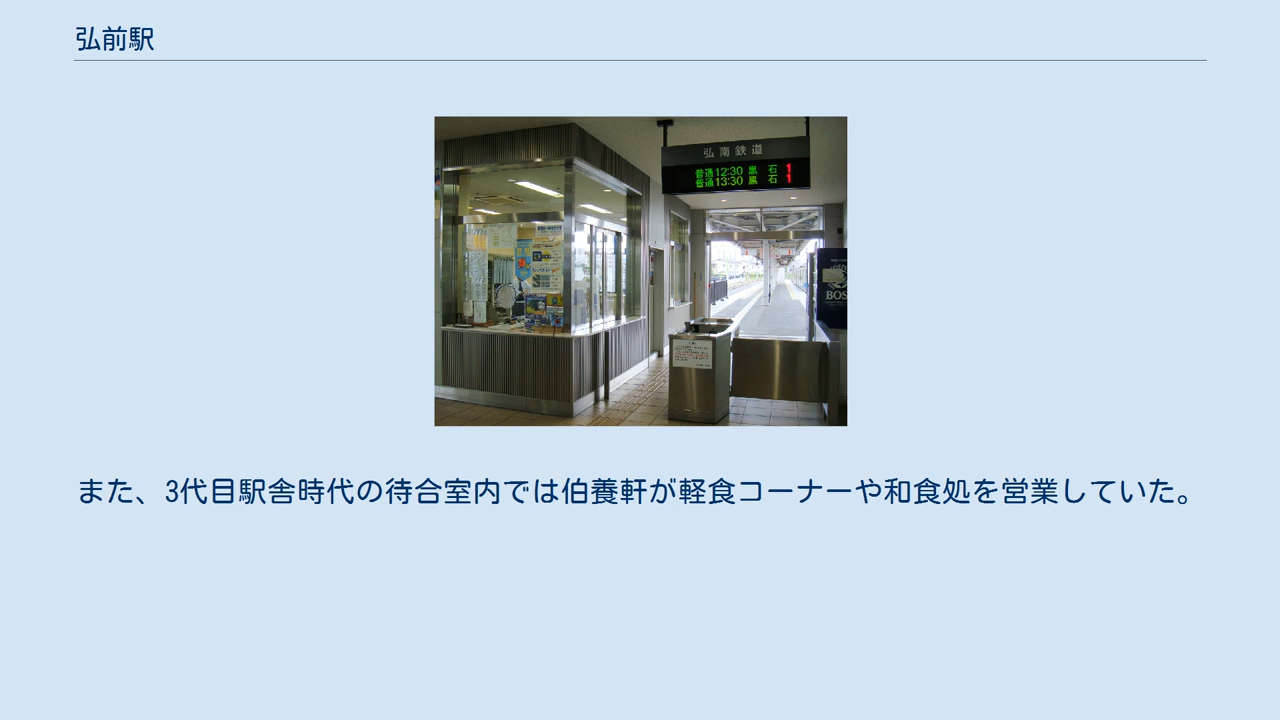 弘前駅
弘南鉄道
普通12:30 黒 石 1
普通13:30 黒 石 1
BOS
また、3代目駅舎時代の待合室内では伯養軒が軽食コーナーや和食処を営業していた。